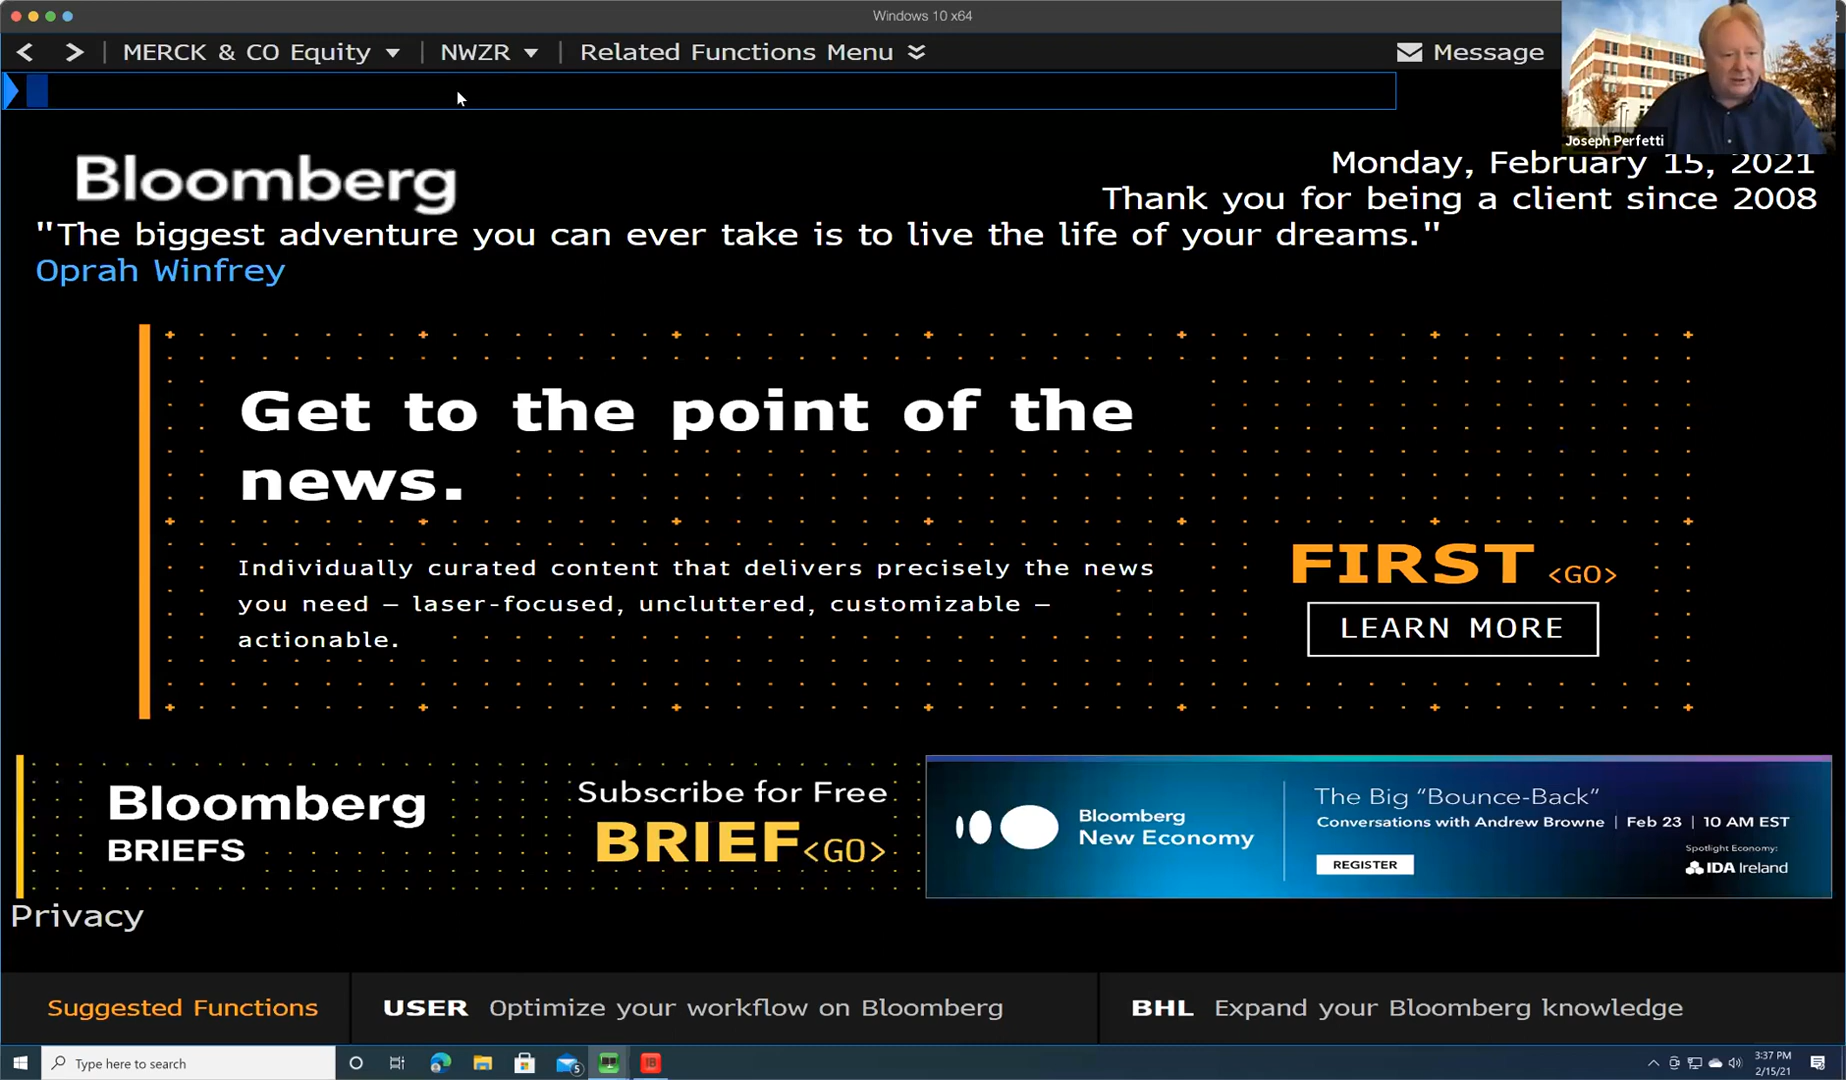 Windows 10 x64
MERCK & CO Equity
NWZR
Related Functions Menu
Message
Joseph Perfetti
Bloomberg
Monday, February 15, 2021
Thank you for being a client since 2008
"The biggest adventure you can ever take is to live the life of your dreams."
Oprah Winfrey
Get to the point of the
news.
Individually curated content that delivers precisely the news
you need – laser-focused, uncluttered, customizable –
actionable.
FIRST <GO>
LEARN MORE
Bloomberg
BRIEFS
Subscribe for Free
BRIEF<GO>
Bloomberg
New Economy
The Big “Bounce-Back”
Conversations with Andrew Browne | Feb 23 | 10 AM EST
REGISTER
Spotlight Economy:
IDA Ireland
Privacy
Suggested Functions
USER Optimize your workflow on Bloomberg
BHL Expand your Bloomberg knowledge
Type here to search
5
3:37 PM
2/15/21